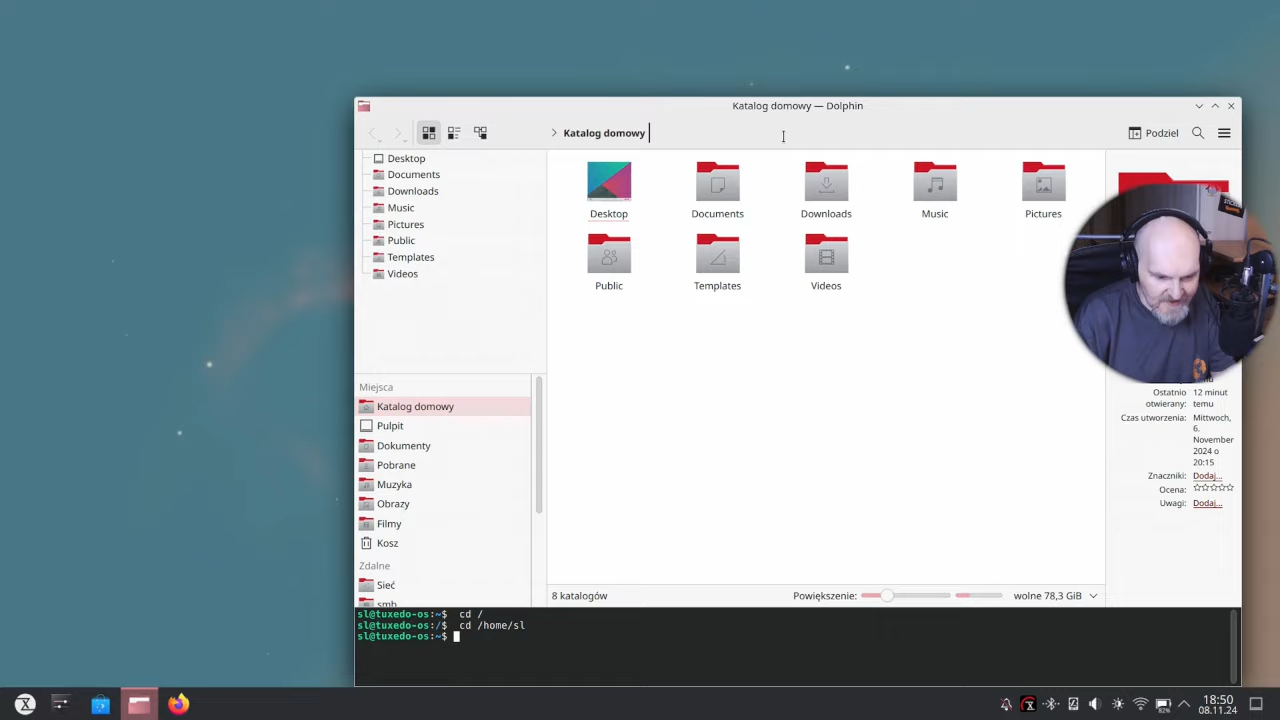 Katalog domowy — Dolphin
Katalog domowy
Podziel
Desktop
Documents
Downloads
Music
Pictures
Public
Templates
Videos
Desktop
Documents
Downloads
Music
Pictures
Public
Templates
Videos
Miejsca
Katalog domowy
Pulpit
Dokumenty
Pobrane
Muzyka
Obrazy
Filmy
Kosz
Zdalne
Sieć
smb
Ostatnio otwierany:
12 minut temu
Czas utworzenia:
Mittwoch, 6. November 2024 o 20:15
Znaczniki:
Dodaj...
Ocena:
Uwagi:
Dodaj...
8 katalogów
Powiększenie:
wolne 78,3 GiB
sl@tuxedo-os:~$ cd /
sl@tuxedo-os:/$ cd /home/sl
sl@tuxedo-os:~$
82%
18:50
08.11.24